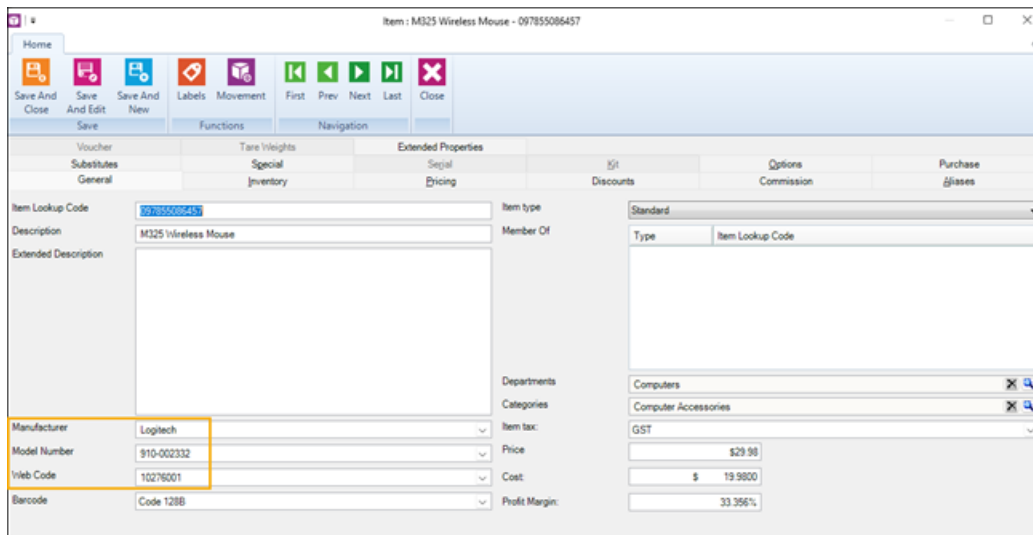 Item : M325 Wireless Mouse - 097855086457
Home
Save And Close
Save And Edit
Save And New
Labels
Movement
First
Prev
Next
Last
Close
Save
Functions
Navigation
Voucher
Tare Weights
Extended Properties
Substitutes
Special
Serial
Kit
Options
Purchase
General
Inventory
Pricing
Discounts
Commission
Aliases
Item Lookup Code
097855086457
Item type
Standard
Description
M325 Wireless Mouse
Member Of
Type
Item Lookup Code
Extended Description
Departments
Computers
Categories
Computer Accessories
Manufacturer
Logitech
Item tax:
GST
Model Number
910-002332
Price
$29.98
Web Code
10276001
Cost:
$ 19.9800
Barcode
Code 128B
Profit Margin:
33.356%